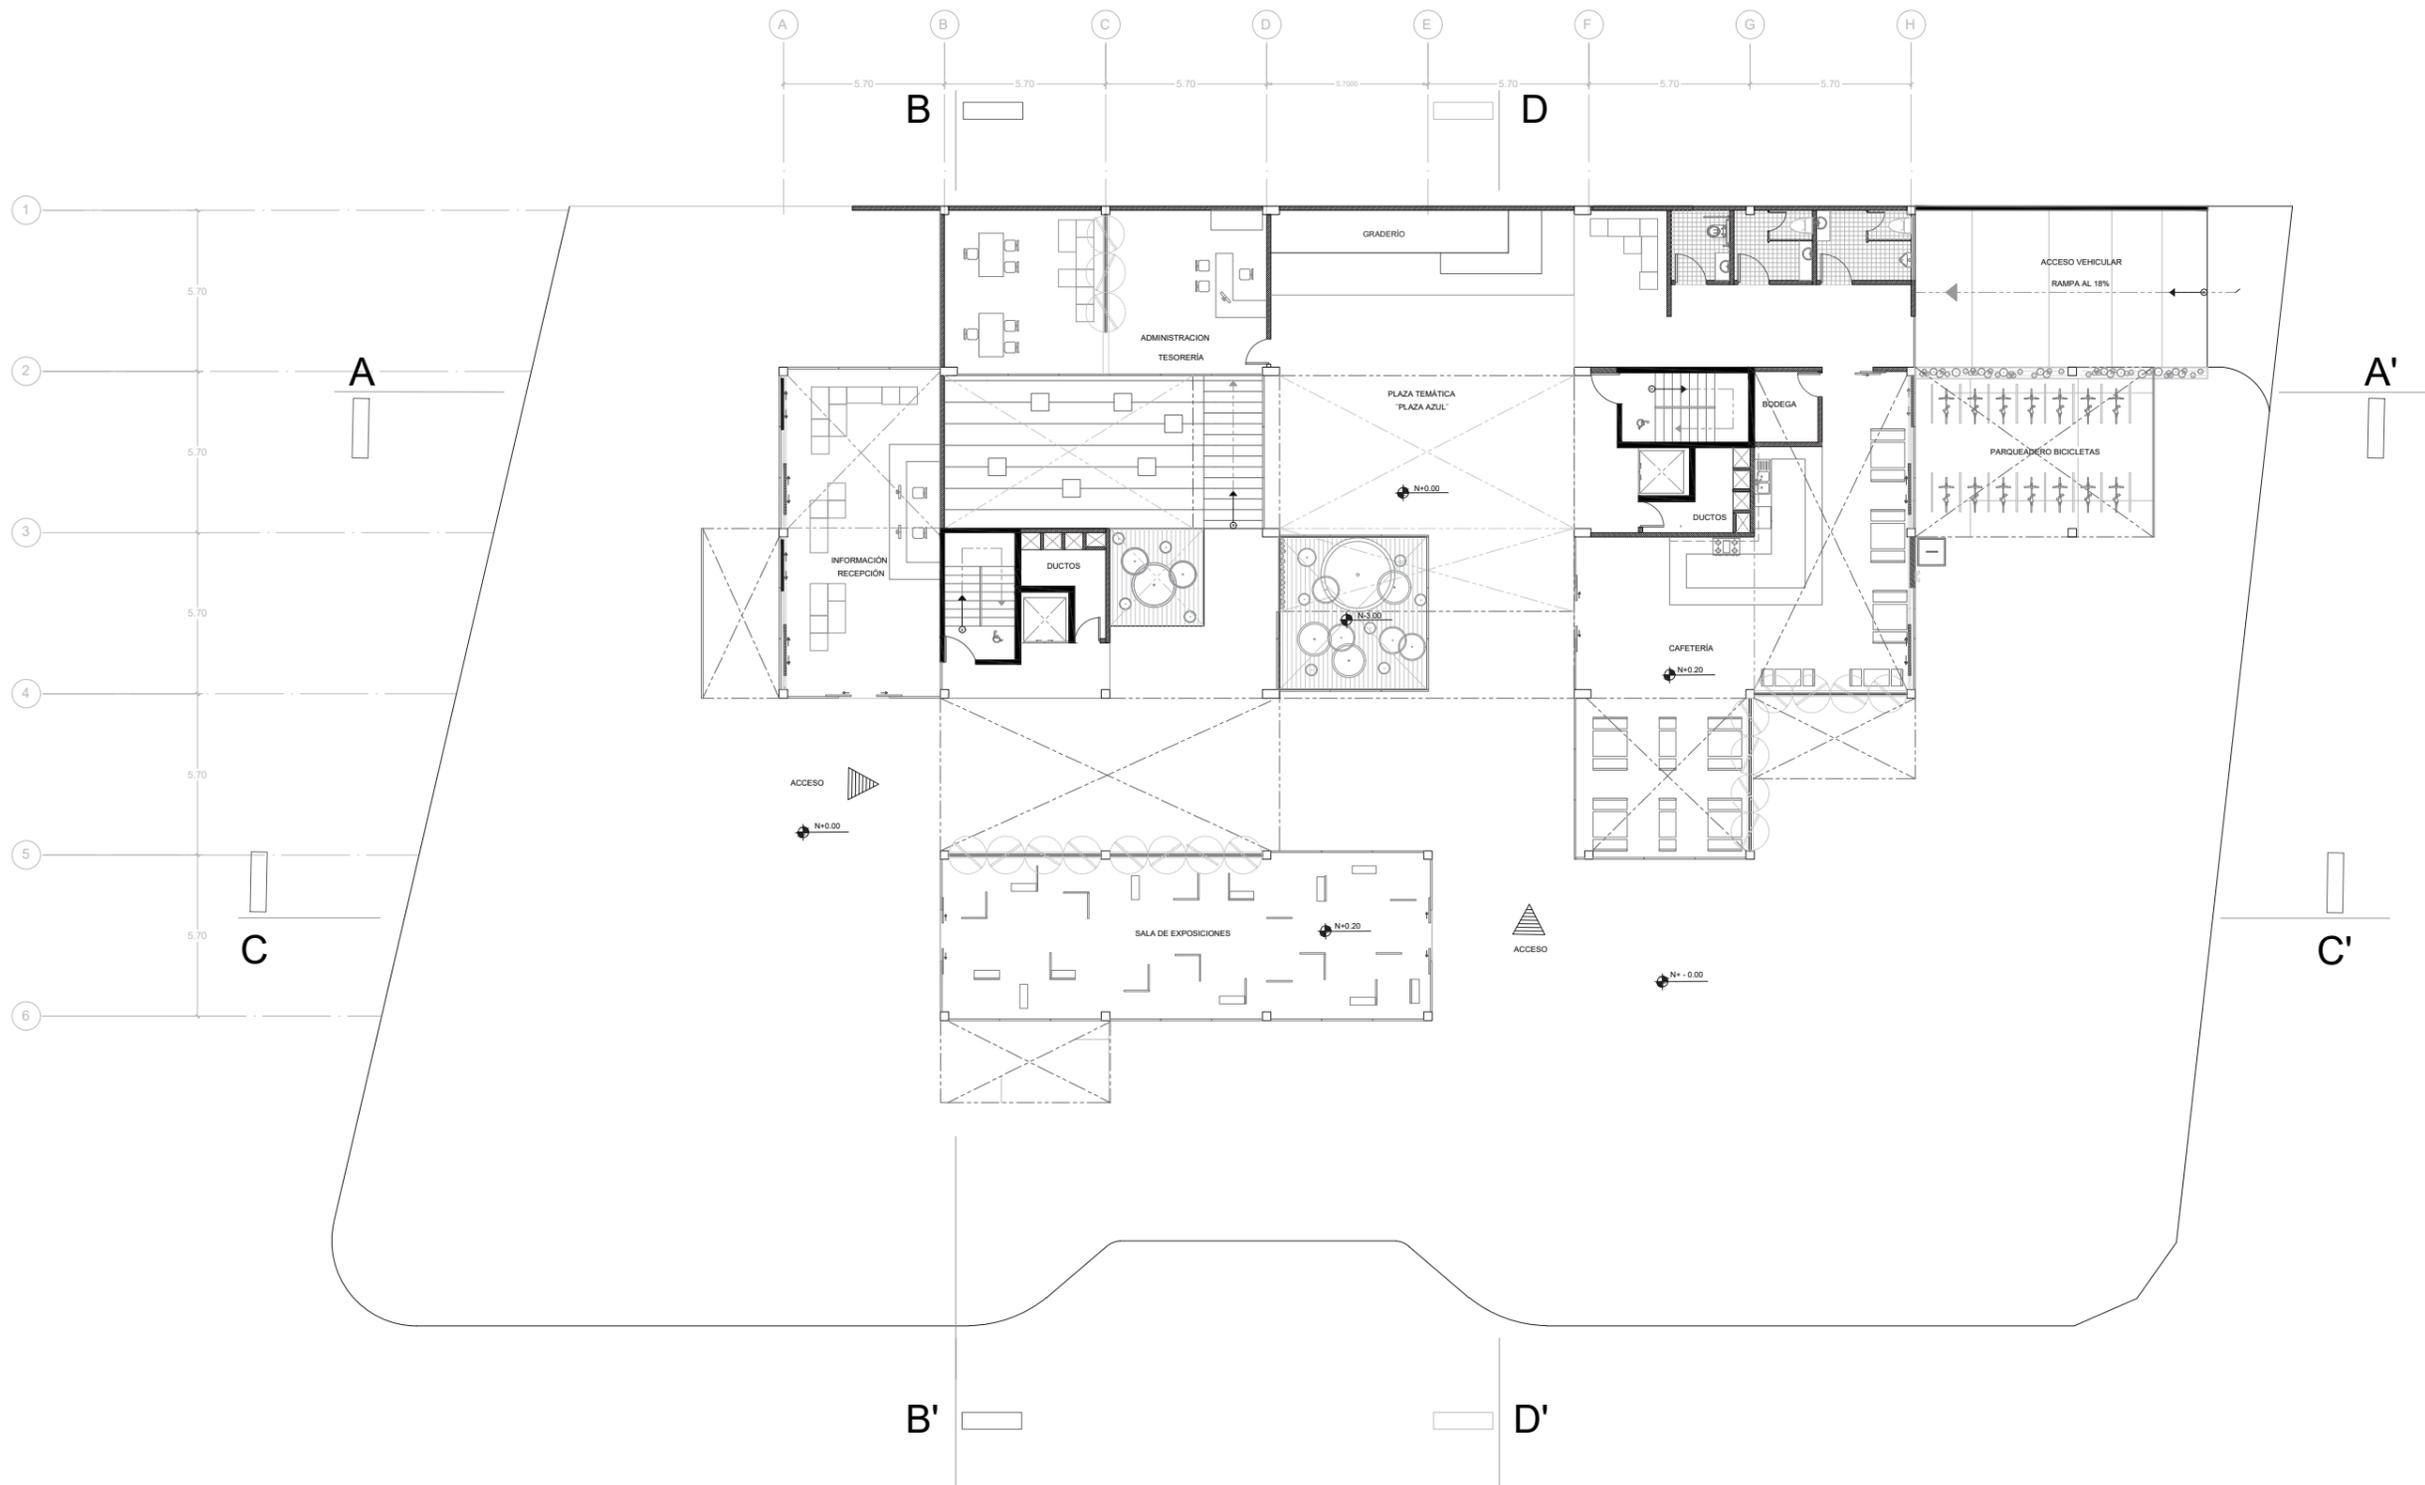 A B C D E F G H
5.70 5.70 5.70 5.7000 5.70 5.70 5.70
B D
1
GRADERÍO
ACCESO VEHICULAR
RAMPA AL 18%
5.70
ADMINISTRACION
TESORERÍA
2
A A'
PLAZA TEMÁTICA
¨PLAZA AZUL¨
BODEGA
5.70
PARQUEADERO BICICLETAS
N+0.00
DUCTOS
3
INFORMACIÓN
RECEPCIÓN
DUCTOS
5.70
N-3.00
CAFETERÍA
N+0.20
4
5.70
ACCESO
N+0.00
5
5.70
SALA DE EXPOSICIONES
N+0.20
ACCESO
C C'
N+ - 0.00
6
B' D'